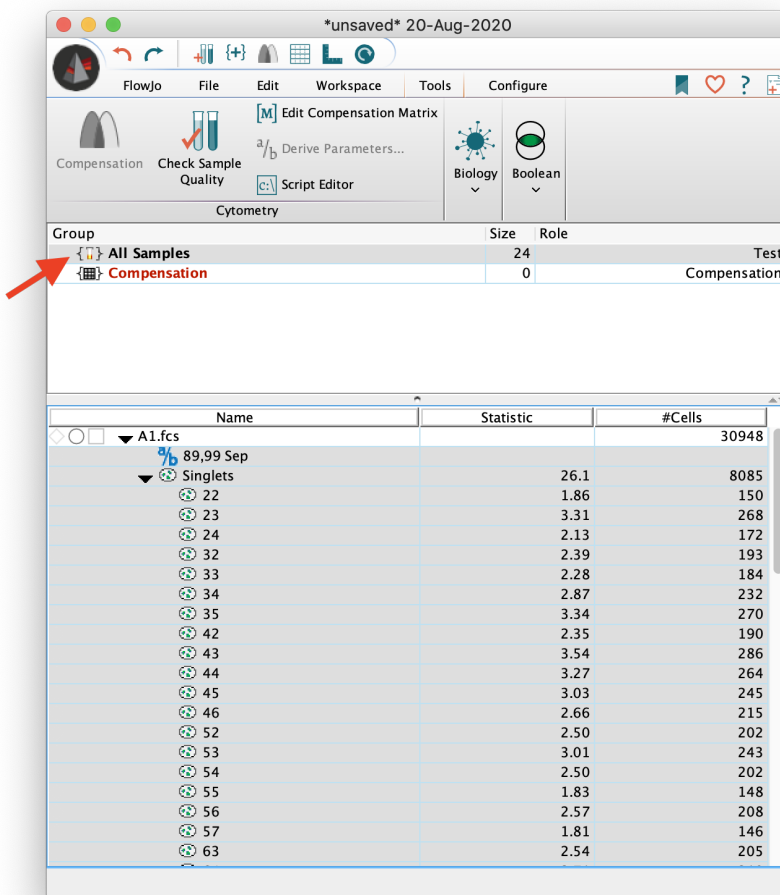 *unsaved* 20-Aug-2020
FlowJo File Edit Workspace Tools Configure
Compensation
Check Sample
Quality
[M] Edit Compensation Matrix
a/b Derive Parameters...
c:\ Script Editor
Biology
Boolean
Cytometry
Group Size Role
All Samples 24 Test
Compensation 0 Compensation
Name Statistic #Cells
A1.fcs 30948
a/b 89,99 Sep
Singlets 26.1 8085
22 1.86 150
23 3.31 268
24 2.13 172
32 2.39 193
33 2.28 184
34 2.87 232
35 3.34 270
42 2.35 190
43 3.54 286
44 3.27 264
45 3.03 245
46 2.66 215
52 2.50 202
53 3.01 243
54 2.50 202
55 1.83 148
56 2.57 208
57 1.81 146
63 2.54 205